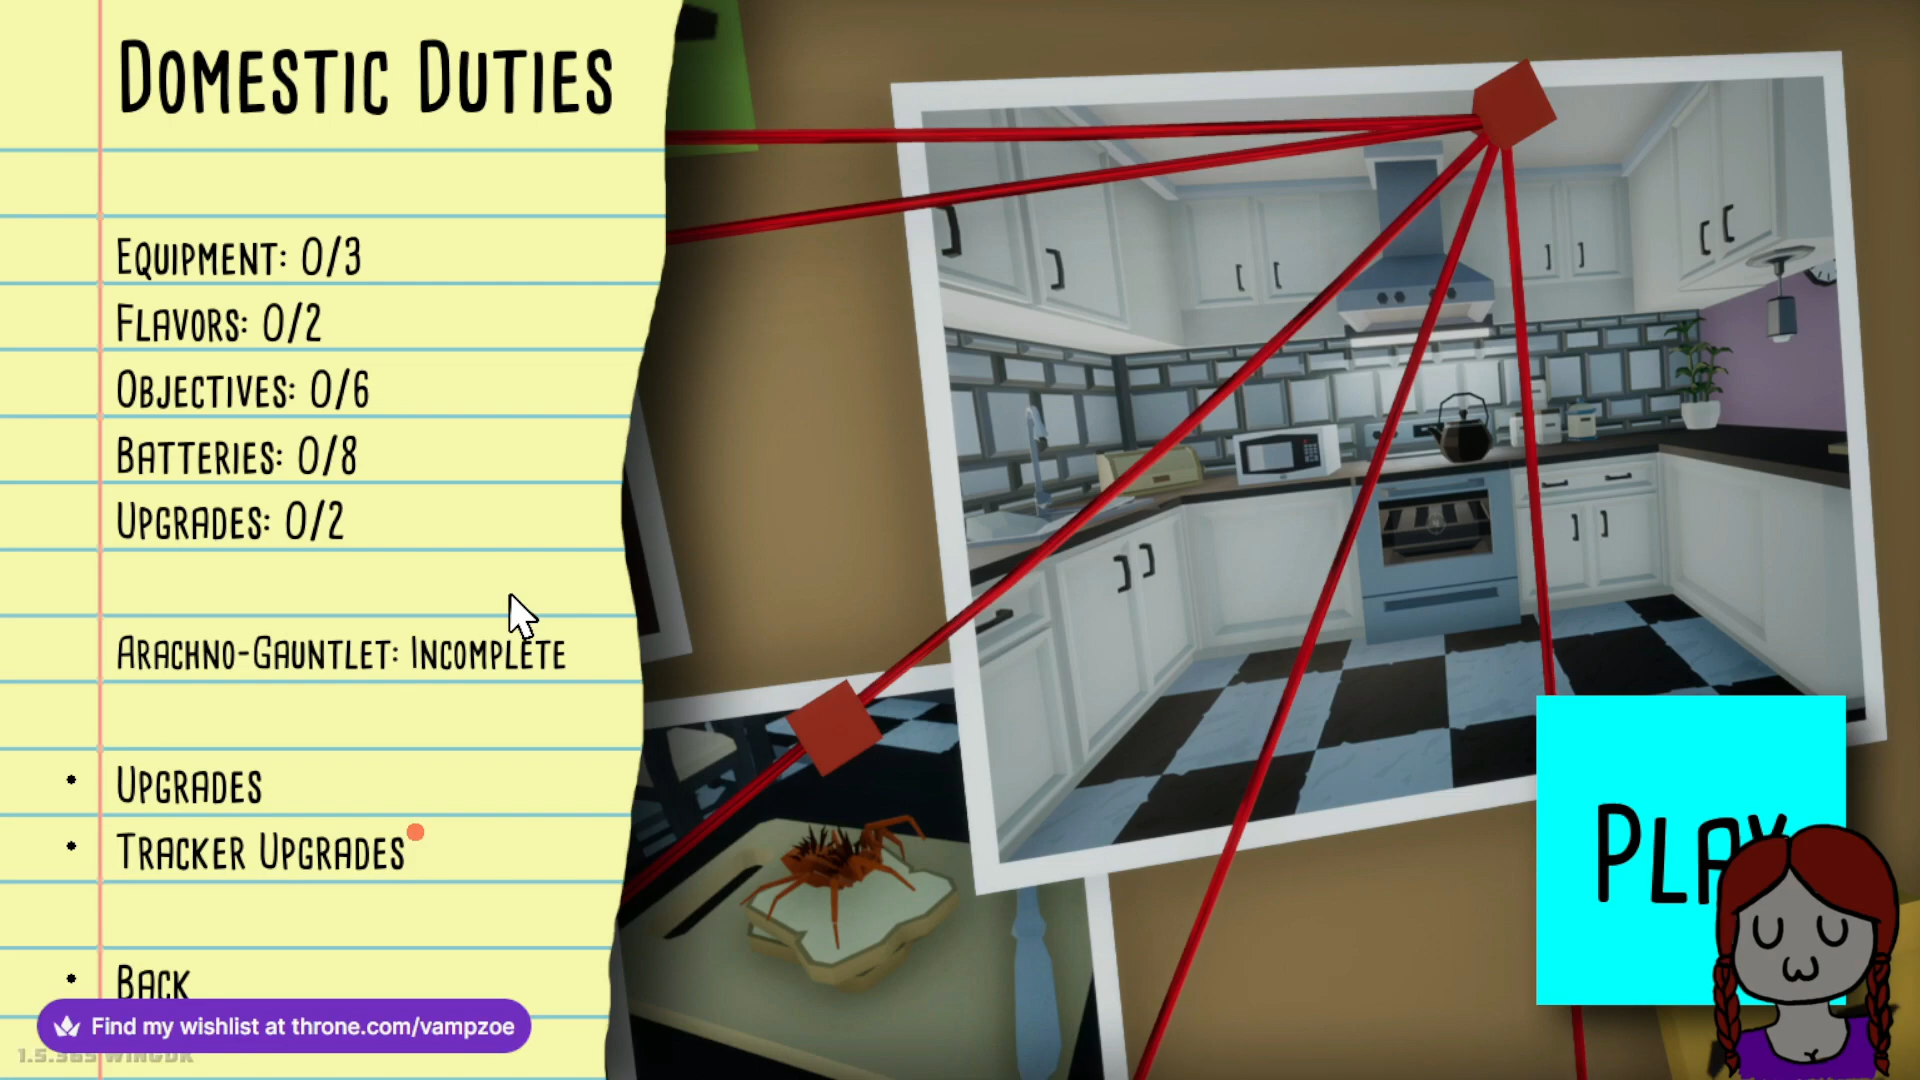 Domestic Duties
Equipment: 0/3
Flavors: 0/2
Objectives: 0/6
Batteries: 0/8
Upgrades: 0/2
Arachno-Gauntlet: Incomplete
• Upgrades
• Tracker Upgrades
• Back
Play
Find my wishlist at throne.com/vampzoe